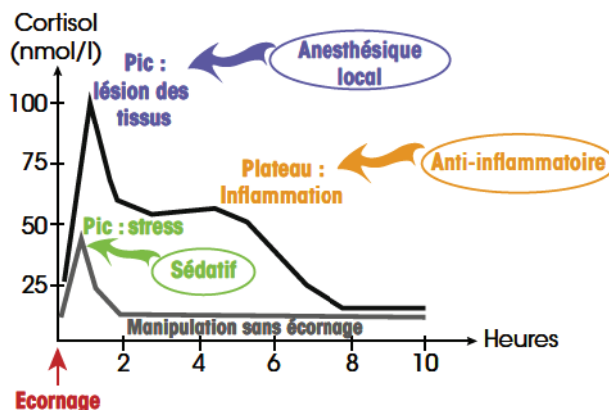 Cortisol
(nmol/l)
Pic :
lésion des
tissus
Anesthésique
local
100
75
50
25
Plateau :
Inflammation
Anti-inflammatoire
Pic : stress
Sédatif
Manipulation sans écornage
2
4
6
8
10
Heures
Ecornage